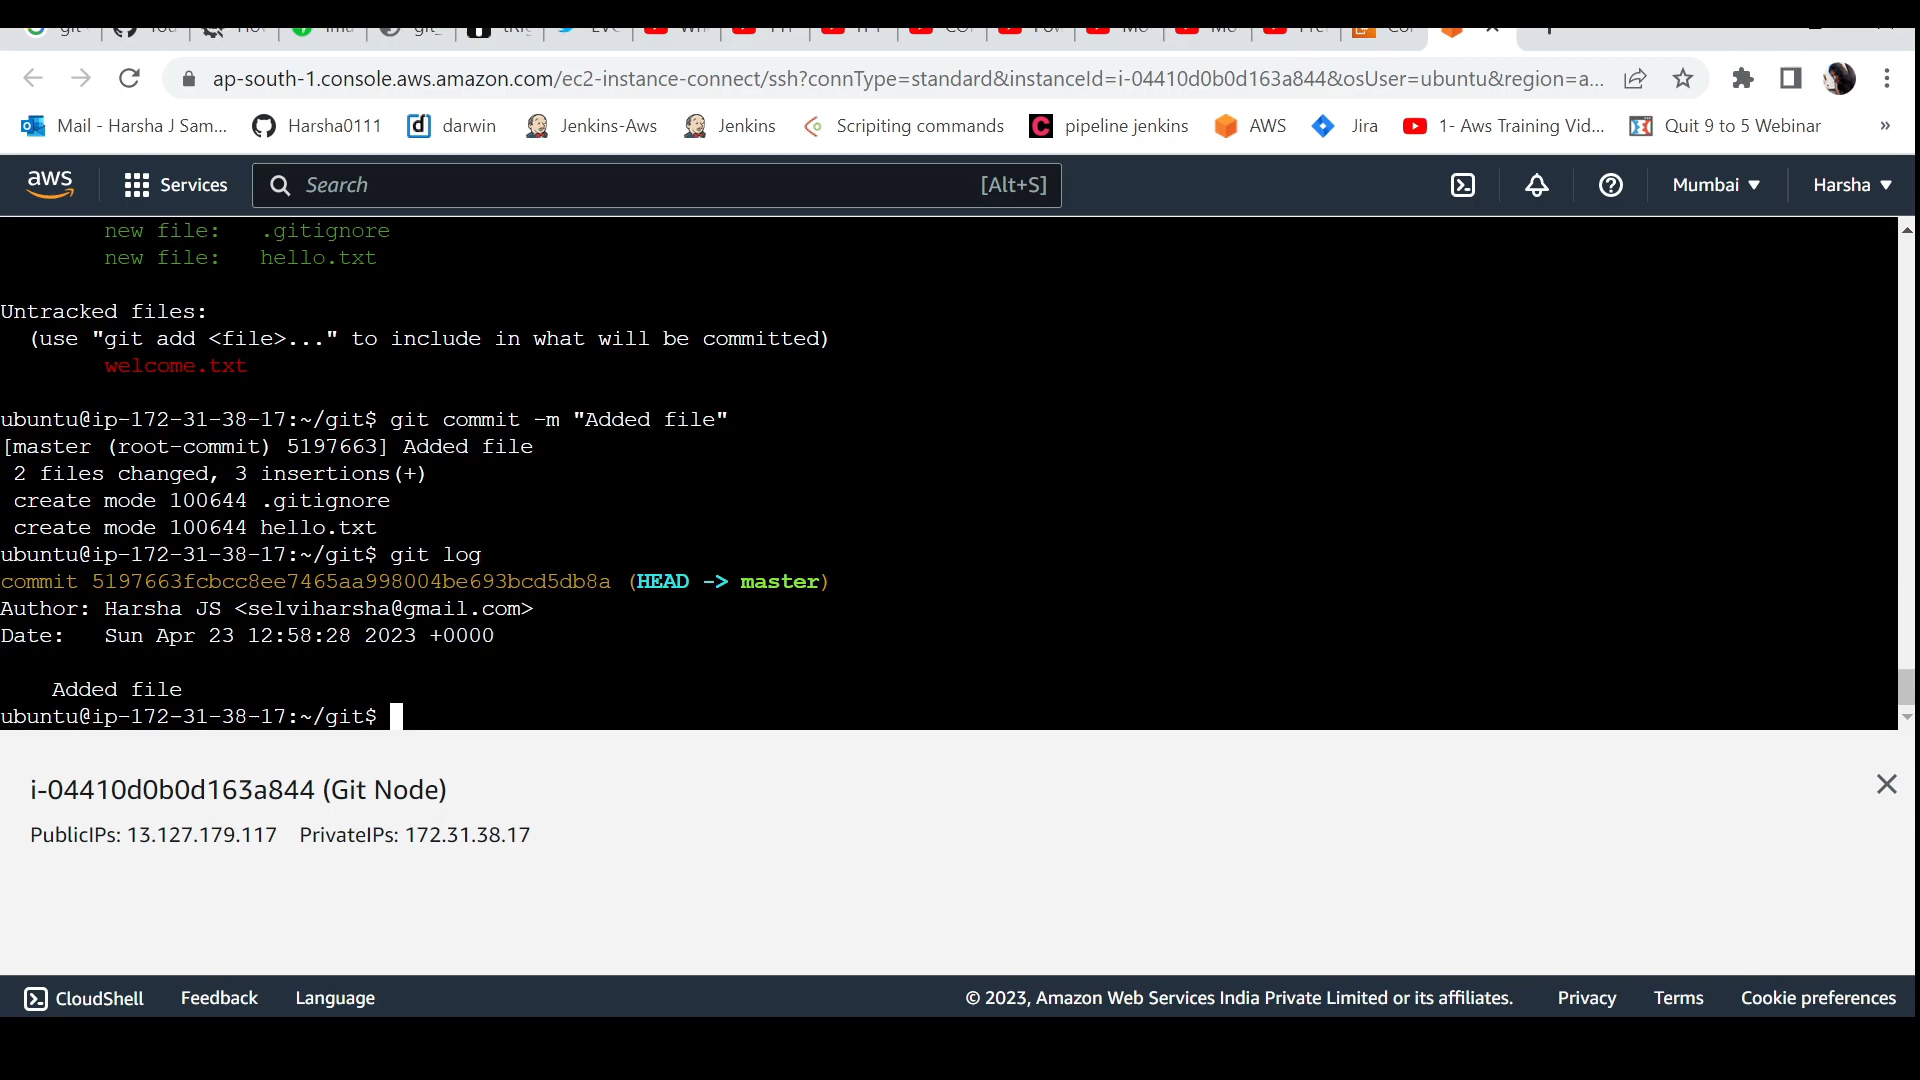 ap-south-1.console.aws.amazon.com/ec2-instance-connect/ssh?connType=standard&instanceId=i-04410d0b0d163a844&osUser=ubuntu&region=a...
Mail - Harsha J Sam... Harsha0111 darwin Jenkins-Aws Jenkins Scripiting commands pipeline jenkins AWS Jira 1- Aws Training Vid... Quit 9 to 5 Webinar »
aws Services Search [Alt+S] Mumbai Harsha
new file: .gitignore
new file: hello.txt
Untracked files:
(use "git add <file>..." to include in what will be committed)
welcome.txt
ubuntu@ip-172-31-38-17:~/git$ git commit -m "Added file"
[master (root-commit) 5197663] Added file
2 files changed, 3 insertions(+)
create mode 100644 .gitignore
create mode 100644 hello.txt
ubuntu@ip-172-31-38-17:~/git$ git log
commit 5197663fcbcc8ee7465aa998004be693bcd5db8a (HEAD -> master)
Author: Harsha JS <selviharsha@gmail.com>
Date: Sun Apr 23 12:58:28 2023 +0000
Added file
ubuntu@ip-172-31-38-17:~/git$
i-04410d0b0d163a844 (Git Node)
PublicIPs: 13.127.179.117 PrivateIPs: 172.31.38.17
CloudShell Feedback Language © 2023, Amazon Web Services India Private Limited or its affiliates. Privacy Terms Cookie preferences